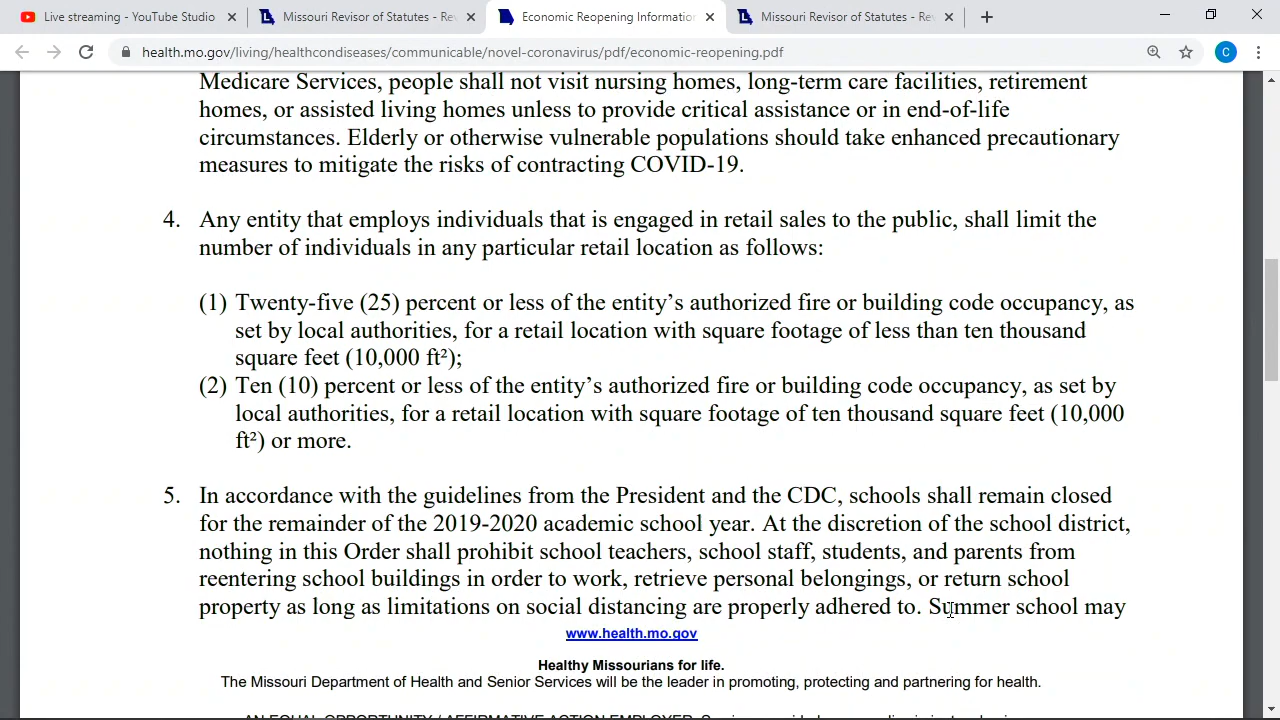 Live streaming - YouTube Studio
Missouri Revisor of Statutes - Rev
Economic Reopening Information
Missouri Revisor of Statutes - Rev
health.mo.gov/living/healthcondiseases/communicable/novel-coronavirus/pdf/economic-reopening.pdf
C
Medicare Services, people shall not visit nursing homes, long-term care facilities, retirement
homes, or assisted living homes unless to provide critical assistance or in end-of-life
circumstances. Elderly or otherwise vulnerable populations should take enhanced precautionary
measures to mitigate the risks of contracting COVID-19.
4. Any entity that employs individuals that is engaged in retail sales to the public, shall limit the
number of individuals in any particular retail location as follows:
(1) Twenty-five (25) percent or less of the entity’s authorized fire or building code occupancy, as
set by local authorities, for a retail location with square footage of less than ten thousand
square feet (10,000 ft²);
(2) Ten (10) percent or less of the entity’s authorized fire or building code occupancy, as set by
local authorities, for a retail location with square footage of ten thousand square feet (10,000
ft²) or more.
5. In accordance with the guidelines from the President and the CDC, schools shall remain closed
for the remainder of the 2019-2020 academic school year. At the discretion of the school district,
nothing in this Order shall prohibit school teachers, school staff, students, and parents from
reentering school buildings in order to work, retrieve personal belongings, or return school
property as long as limitations on social distancing are properly adhered to. Summer school may
www.health.mo.gov
Healthy Missourians for life.
The Missouri Department of Health and Senior Services will be the leader in promoting, protecting and partnering for health.
AN EQUAL OPPORTUNITY / AFFIRMATIVE ACTION EMPLOYER: